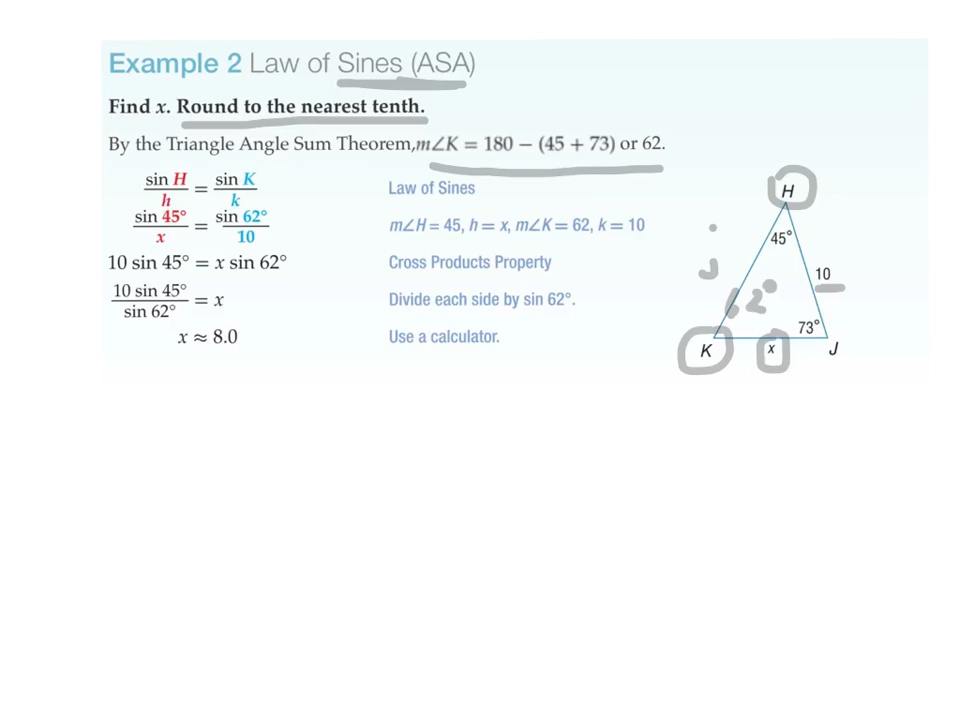 Example 2 Law of Sines (ASA)
Find x. Round to the nearest tenth.
By the Triangle Angle Sum Theorem,m∠K = 180 − (45 + 73) or 62.
sin H / h = sin K / k Law of Sines
sin 45° / x = sin 62° / 10 m∠H = 45, h = x, m∠K = 62, k = 10
10 sin 45° = x sin 62° Cross Products Property
10 sin 45° / sin 62° = x Divide each side by sin 62°.
x ≈ 8.0 Use a calculator.
H
45°
j
10
62°
73°
K
x
J